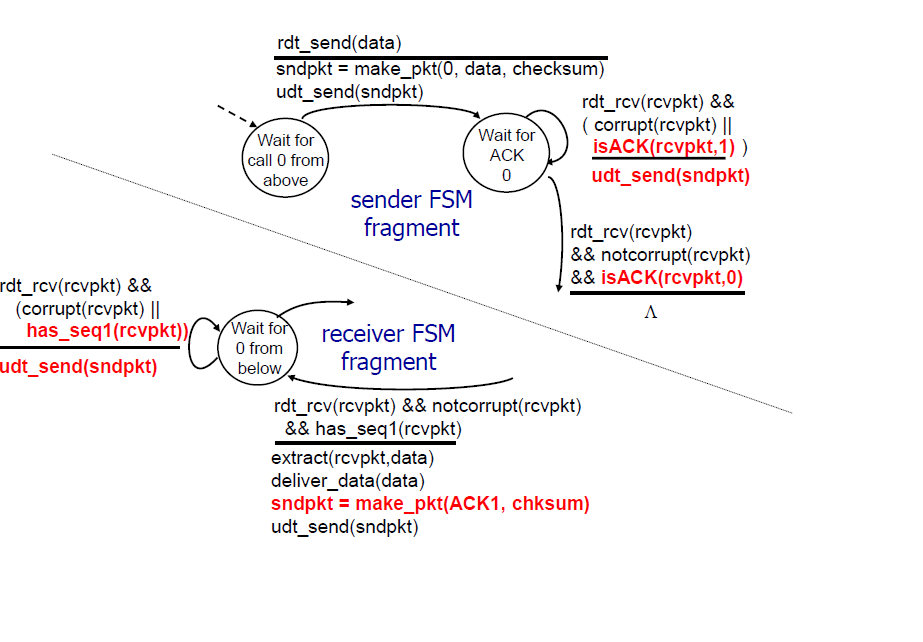 rdt_send(data)
sndpkt = make_pkt(0, data, checksum)
udt_send(sndpkt)
Wait for
call 0 from
above
Wait for
ACK
0
rdt_rcv(rcvpkt) &&
( corrupt(rcvpkt) ||
isACK(rcvpkt,1) )
udt_send(sndpkt)
sender FSM
fragment
rdt_rcv(rcvpkt)
&& notcorrupt(rcvpkt)
&& isACK(rcvpkt,0)
Λ
rdt_rcv(rcvpkt) &&
(corrupt(rcvpkt) ||
has_seq1(rcvpkt))
udt_send(sndpkt)
Wait for
0 from
below
receiver FSM
fragment
rdt_rcv(rcvpkt) && notcorrupt(rcvpkt)
&& has_seq1(rcvpkt)
extract(rcvpkt,data)
deliver_data(data)
sndpkt = make_pkt(ACK1, chksum)
udt_send(sndpkt)